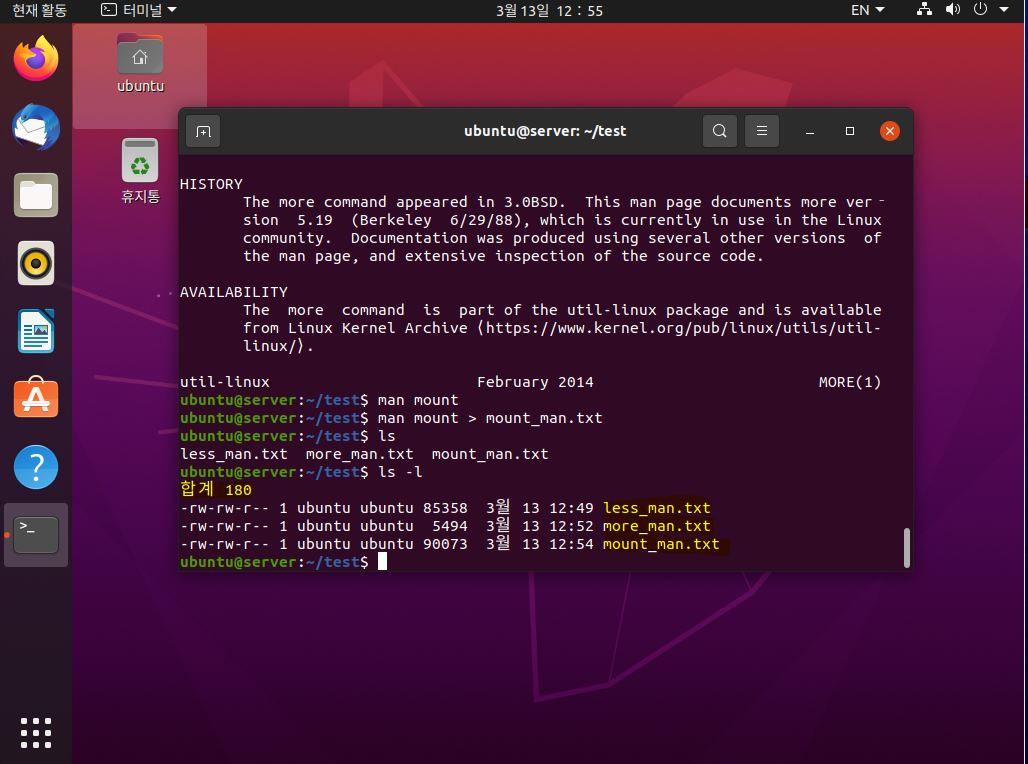 현재 활동
터미널
3월 13일 12 : 55
EN
ubuntu
휴지통
ubuntu@server: ~/test
HISTORY
The more command appeared in 3.0BSD. This man page documents more ver-
sion 5.19 (Berkeley 6/29/88), which is currently in use in the Linux
community. Documentation was produced using several other versions of
the man page, and extensive inspection of the source code.
AVAILABILITY
The more command is part of the util-linux package and is available
from Linux Kernel Archive ⟨https://www.kernel.org/pub/linux/utils/util-
linux/⟩.
util-linux February 2014 MORE(1)
ubuntu@server:~/test$ man mount
ubuntu@server:~/test$ man mount > mount_man.txt
ubuntu@server:~/test$ ls
less_man.txt more_man.txt mount_man.txt
ubuntu@server:~/test$ ls -l
합계 180
-rw-rw-r-- 1 ubuntu ubuntu 85358 3월 13 12:49 less_man.txt
-rw-rw-r-- 1 ubuntu ubuntu 5494 3월 13 12:52 more_man.txt
-rw-rw-r-- 1 ubuntu ubuntu 90073 3월 13 12:54 mount_man.txt
ubuntu@server:~/test$